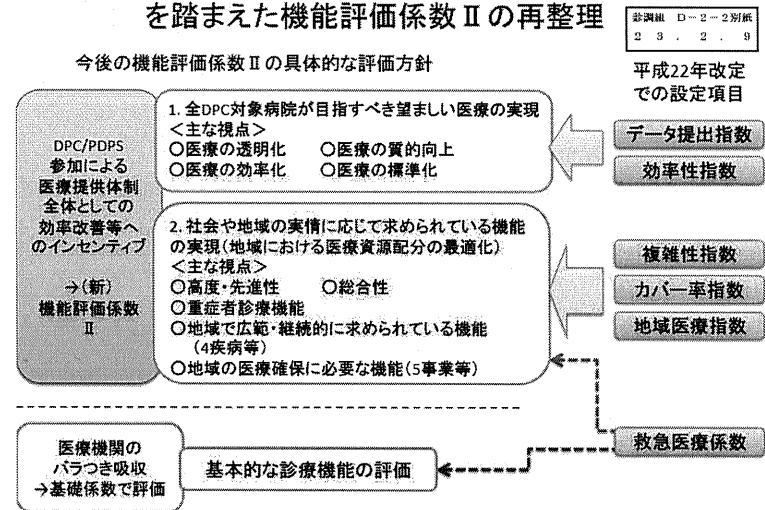 を踏まえた機能評価係数Ⅱの再整理
診調組 D-2-2別紙
23.2.9
今後の機能評価係数Ⅱの具体的な評価方針
平成22年改定
での設定項目
DPC/PDPS
参加による
医療提供体制
全体としての
効率改善等へ
のインセンティブ
→(新)
機能評価係数
Ⅱ
1. 全DPC対象病院が目指すべき望ましい医療の実現
<主な視点>
○医療の透明化 ○医療の質的向上
○医療の効率化 ○医療の標準化
データ提出指数
効率性指数
2. 社会や地域の実情に応じて求められている機能
の実現(地域における医療資源配分の最適化)
<主な視点>
○高度・先進性 ○総合性
○重症者診療機能
○地域で広範・継続的に求められている機能
(4疾病等)
○地域の医療確保に必要な機能(5事業等)
複雑性指数
カバー率指数
地域医療指数
救急医療係数
医療機関の
バラつき吸収
→基礎係数で評価
基本的な診療機能の評価